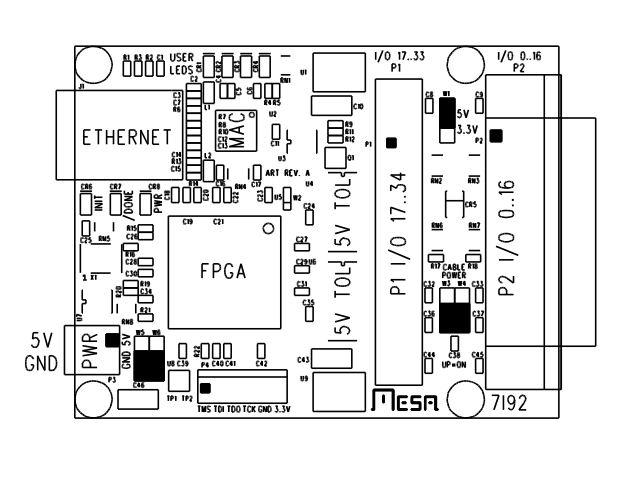 R1 R3 R2 C1 USER LEDS
CR1 CR2 CR3 CR4
RN1
I/O 17..33
P1
I/O 0..16
P2
J1
C3
C7
R6
C2
L1
C5
C6
R4 R5
U1
C10
C8
W1
C9
5V
3.3V
P2
ETHERNET
R7
R8
R10
C12
C13
MAC
U2
C11
U3
R9
R11
R12
Q1
P1
C14
R13
C15
L2
C16
ART REV. A
U4
RN2
RN3
CR6
CR7
CR8
INIT
/DONE
PWR
C18
R14
C20
C22
RN4
C17
C23
U5
W2
C24
5V TOL
CR5
P1 I/O 17..34
P2 I/O 0..16
C25
RN5
R15
C26
C19
C21
RN6
RN7
R16
C28
C30
X1
1
FPGA
C27
C29
U6
C31
5V TOL
R17
R18
CABLE
POWER
W3 W4
C32
C33
U7
R20
R19
C34
R21
RN8
C35
C36
C37
5V
GND
PWR
GND 5V
W5 W6
P3
C38
UP=ON
C44
C45
U8
C39
R22
C40 C41
C42
C43
P4
U9
C46
TP1 TP2
TMS TDI TDO TCK GND 3.3V
MESA
7I92